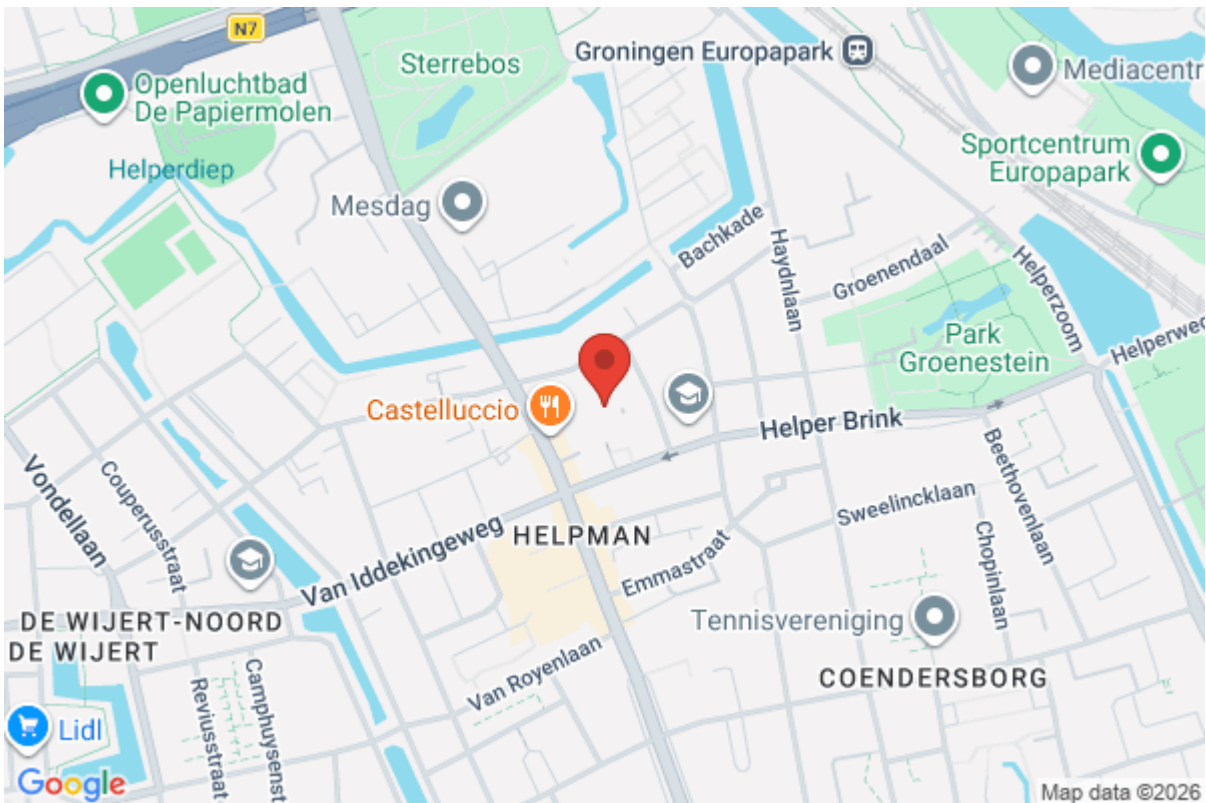 N7
Sterrebos
Groningen Europapark
Mediacentr
Openluchtbad
De Papiermolen
Sportcentrum
Europapark
Helperdiep
Mesdag
Bachkade
Haydnlaan
Groenendaal
Helperzoom
Park
Groenestein
Helperweg
Castelluccio
Helper Brink
Beethovenlaan
Vondellaan
Couperusstraat
Sweelincklaan
Chopinlaan
HELPMAN
Van Iddekingeweg
Emmastraat
DE WIJERT-NOORD
DE WIJERT
Tennisvereniging
COENDERSBORG
Van Royenlaan
Reviusstraat
Camphuysenst
Lidl
Google
Map data ©2026